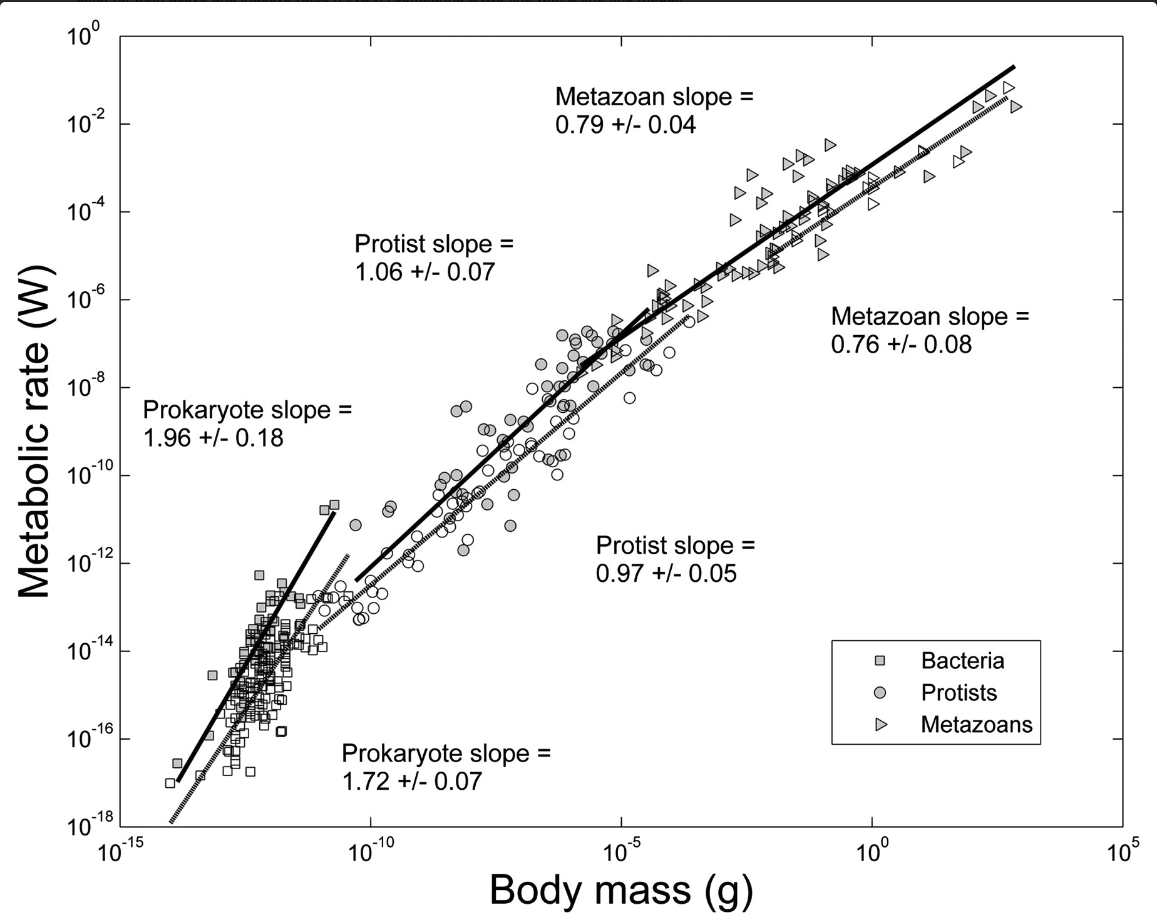 10^0
10^-2
10^-4
10^-6
10^-8
10^-10
10^-12
10^-14
10^-16
10^-18
Metabolic rate (W)
Metazoan slope =
0.79 +/- 0.04
Protist slope =
1.06 +/- 0.07
Metazoan slope =
0.76 +/- 0.08
Prokaryote slope =
1.96 +/- 0.18
Protist slope =
0.97 +/- 0.05
Prokaryote slope =
1.72 +/- 0.07
Bacteria
Protists
Metazoans
10^-15
10^-10
10^-5
10^0
10^5
Body mass (g)